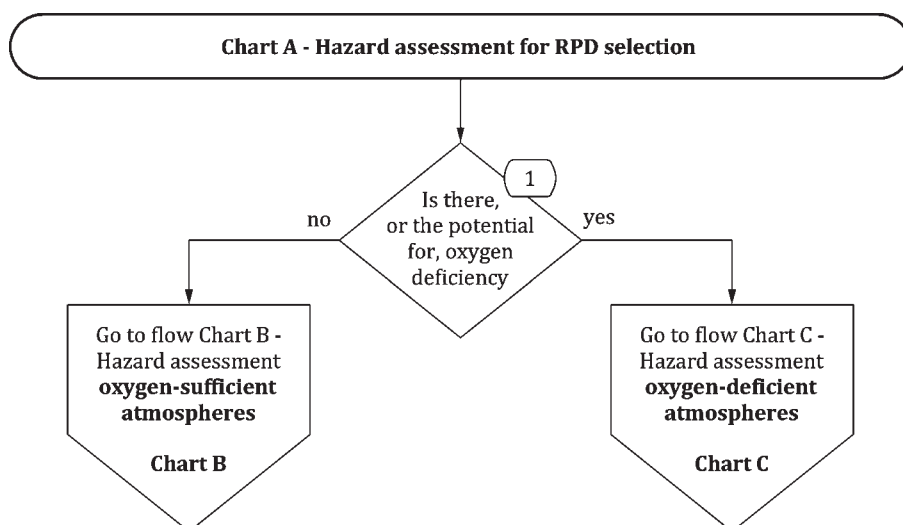 Chart A - Hazard assessment for RPD selection
1
Is there,
or the potential
for, oxygen
deficiency
no
yes
Go to flow Chart B -
Hazard assessment
oxygen-sufficient
atmospheres
Chart B
Go to flow Chart C -
Hazard assessment
oxygen-deficient
atmospheres
Chart C